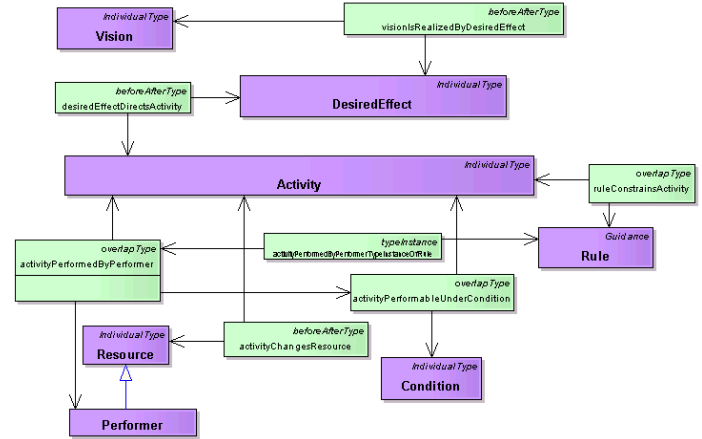 IndividualType
Vision
beforeAfterType
visionIsRealizedByDesiredEffect
beforeAfterType
desiredEffectDirectsActivity
IndividualType
DesiredEffect
IndividualType
Activity
overlapType
ruleConstrainsActivity
overlapType
activityPerformedByPerformer
typeInstance
activityPerformedByPerformerTypeInstanceOfRule
Guidance
Rule
overlapType
activityPerformableUnderCondition
IndividualType
Resource
beforeAfterType
activityChangesResource
IndividualType
Condition
Performer